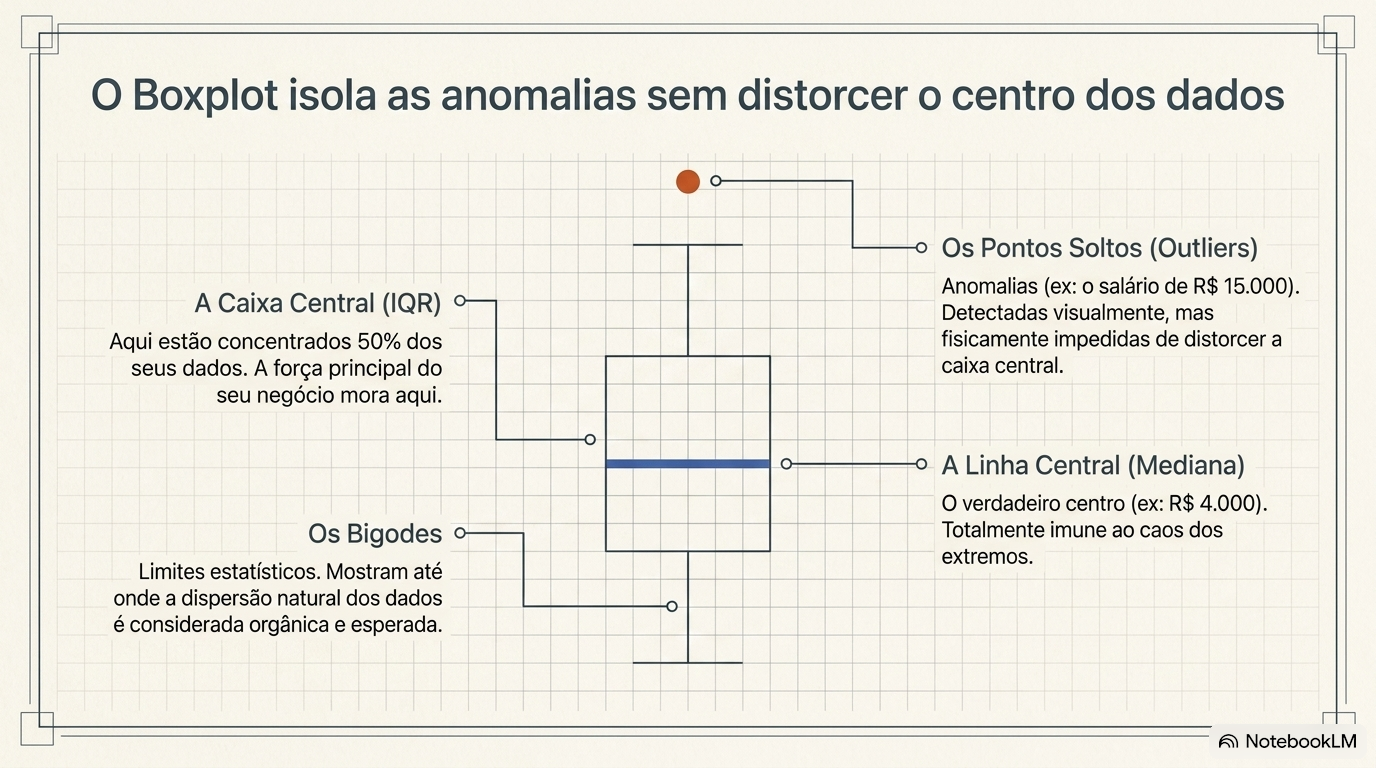 O Boxplot isola as anomalias sem distorcer o centro dos dados
Os Pontos Soltos (Outliers)
Anomalias (ex: o salário de R$ 15.000).
Detectadas visualmente, mas
fisicamente impedidas de distorcer a
caixa central.
A Caixa Central (IQR)
Aqui estão concentrados 50% dos
seus dados. A força principal do
seu negócio mora aqui.
A Linha Central (Mediana)
O verdadeiro centro (ex: R$ 4.000).
Totalmente imune ao caos dos
extremos.
Os Bigodes
Limites estatísticos. Mostram até
onde a dispersão natural dos dados
é considerada orgânica e esperada.
NotebookLM